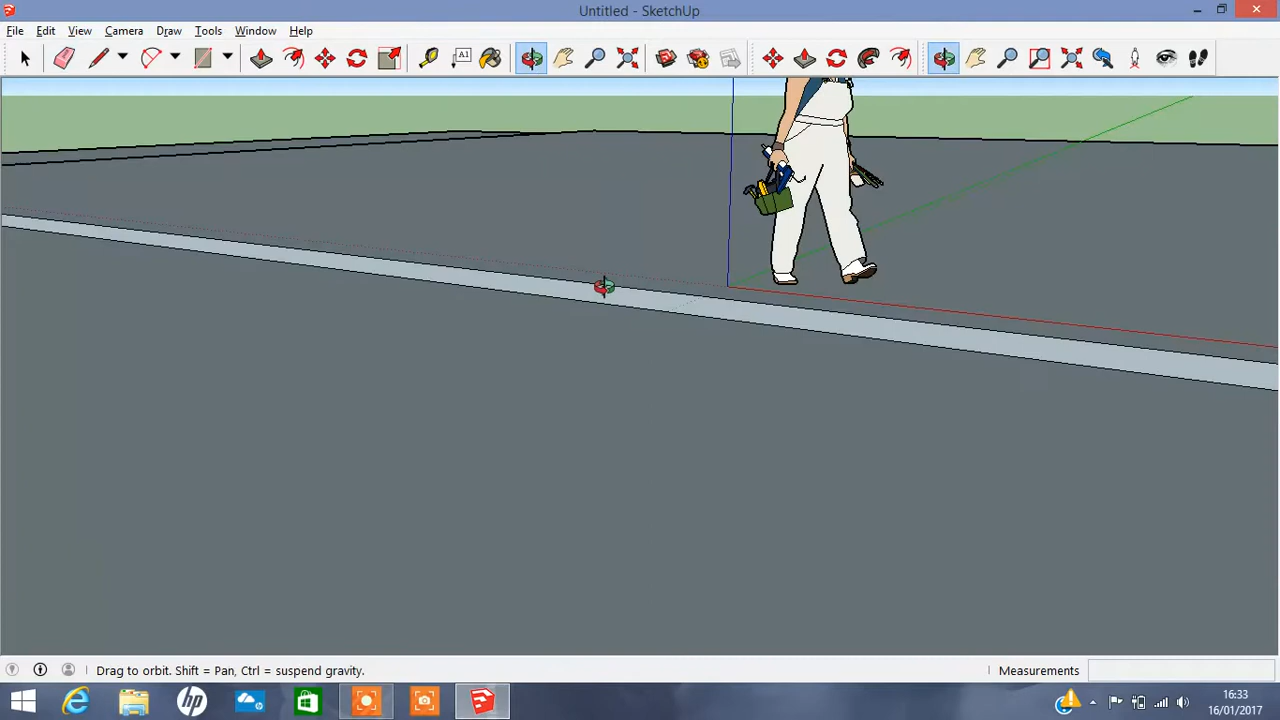 Untitled - SketchUp
File Edit View Camera Draw Tools Window Help
A1
Drag to orbit. Shift = Pan, Ctrl = suspend gravity.
Measurements
16:33
16/01/2017